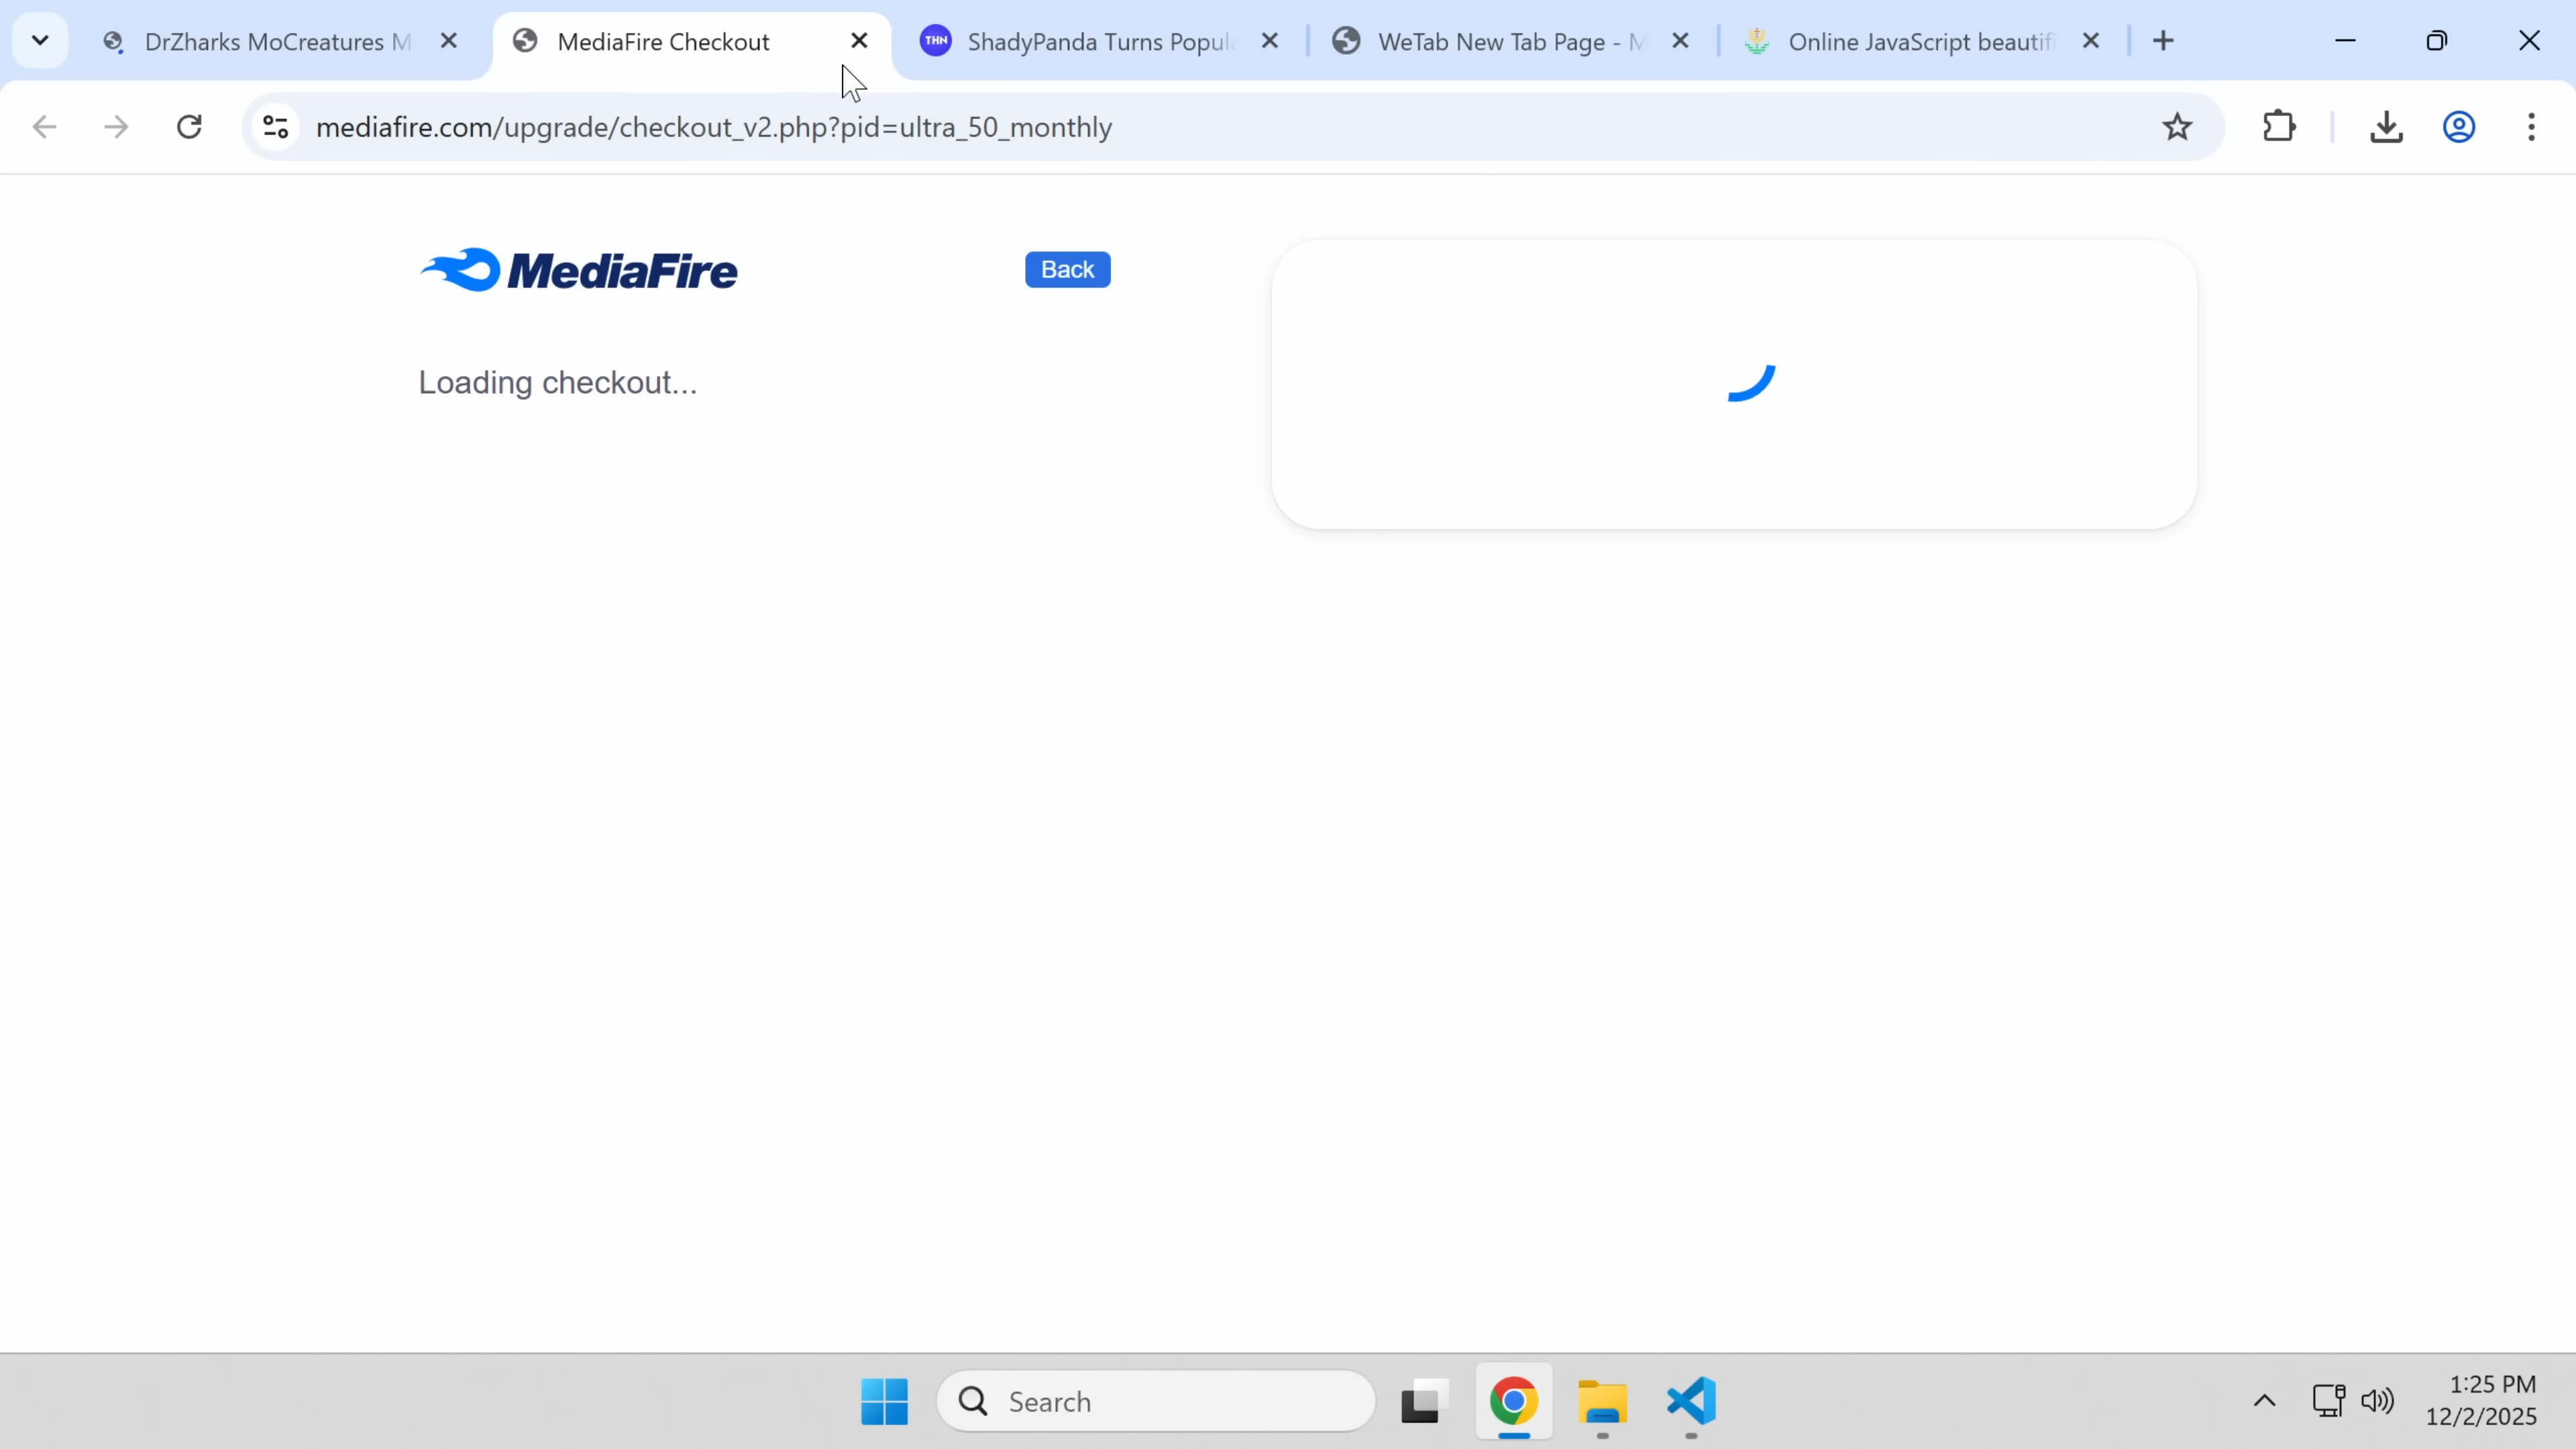 DrZharks MoCreatures M
MediaFire Checkout
THN
ShadyPanda Turns Popul
WeTab New Tab Page - M
Online JavaScript beautif
mediafire.com/upgrade/checkout_v2.php?pid=ultra_50_monthly
MediaFire
Back
Loading checkout...
Search
1:25 PM
12/2/2025